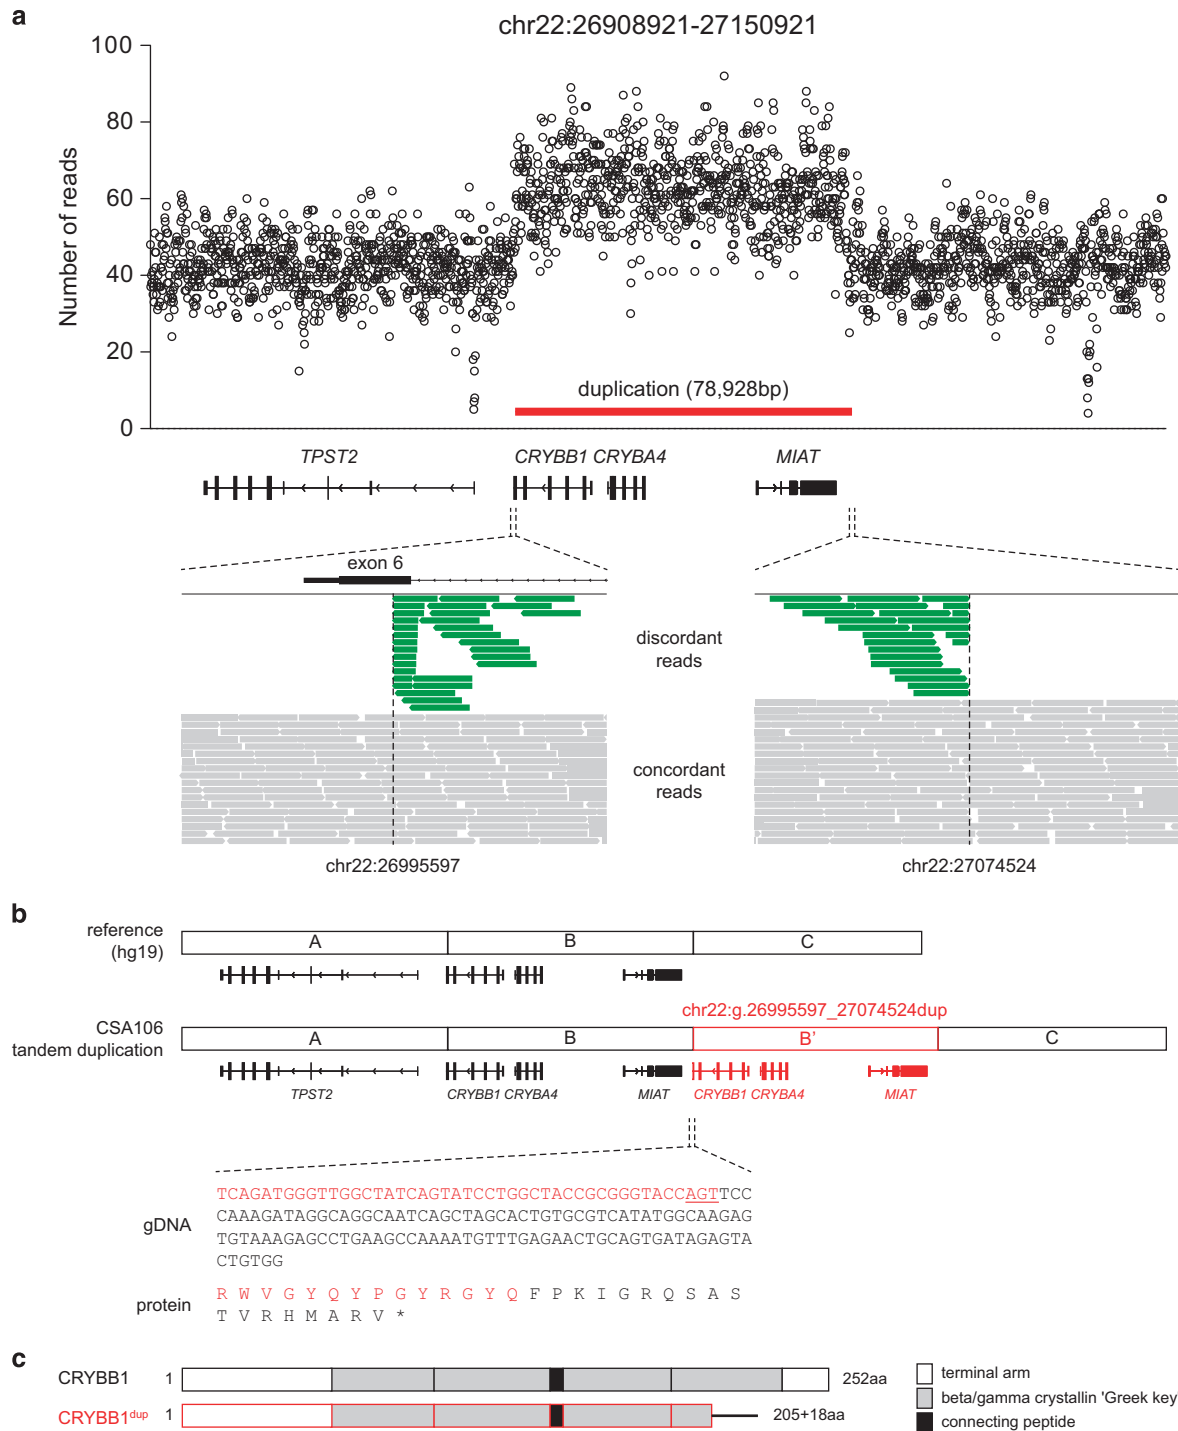 a
chr22:26908921-27150921
100
80
60
40
20
0
Number of reads
duplication (78,928bp)
TPST2
CRYBB1 CRYBA4
MIAT
exon 6
discordant
reads
concordant
reads
chr22:26995597
chr22:27074524
b
reference
(hg19)
A
B
C
chr22:g.26995597_27074524dup
CSA106
tandem duplication
A
B
B'
C
TPST2
CRYBB1 CRYBA4
MIAT
CRYBB1 CRYBA4
MIAT
gDNA
TCAGATGGGTTGGCTATCAGTATCCTGGCTACCGCGGGTACCAGTTCC
CAAAGATAGGCAGGCAATCAGCTAGCACTGTGCGTCATATGGCAAGAG
TGTAAAGAGCCTGAAGCCAAAATGTTTGAGAACTGCAGTGATAGAGTA
CTGTGG
protein
R W V G Y Q Y P G Y R G Y Q F P K I G R Q S A S
T V R H M A R V *
c
CRYBB1 1 252aa
CRYBB1dup 1 205+18aa
terminal arm
beta/gamma crystallin 'Greek key'
connecting peptide